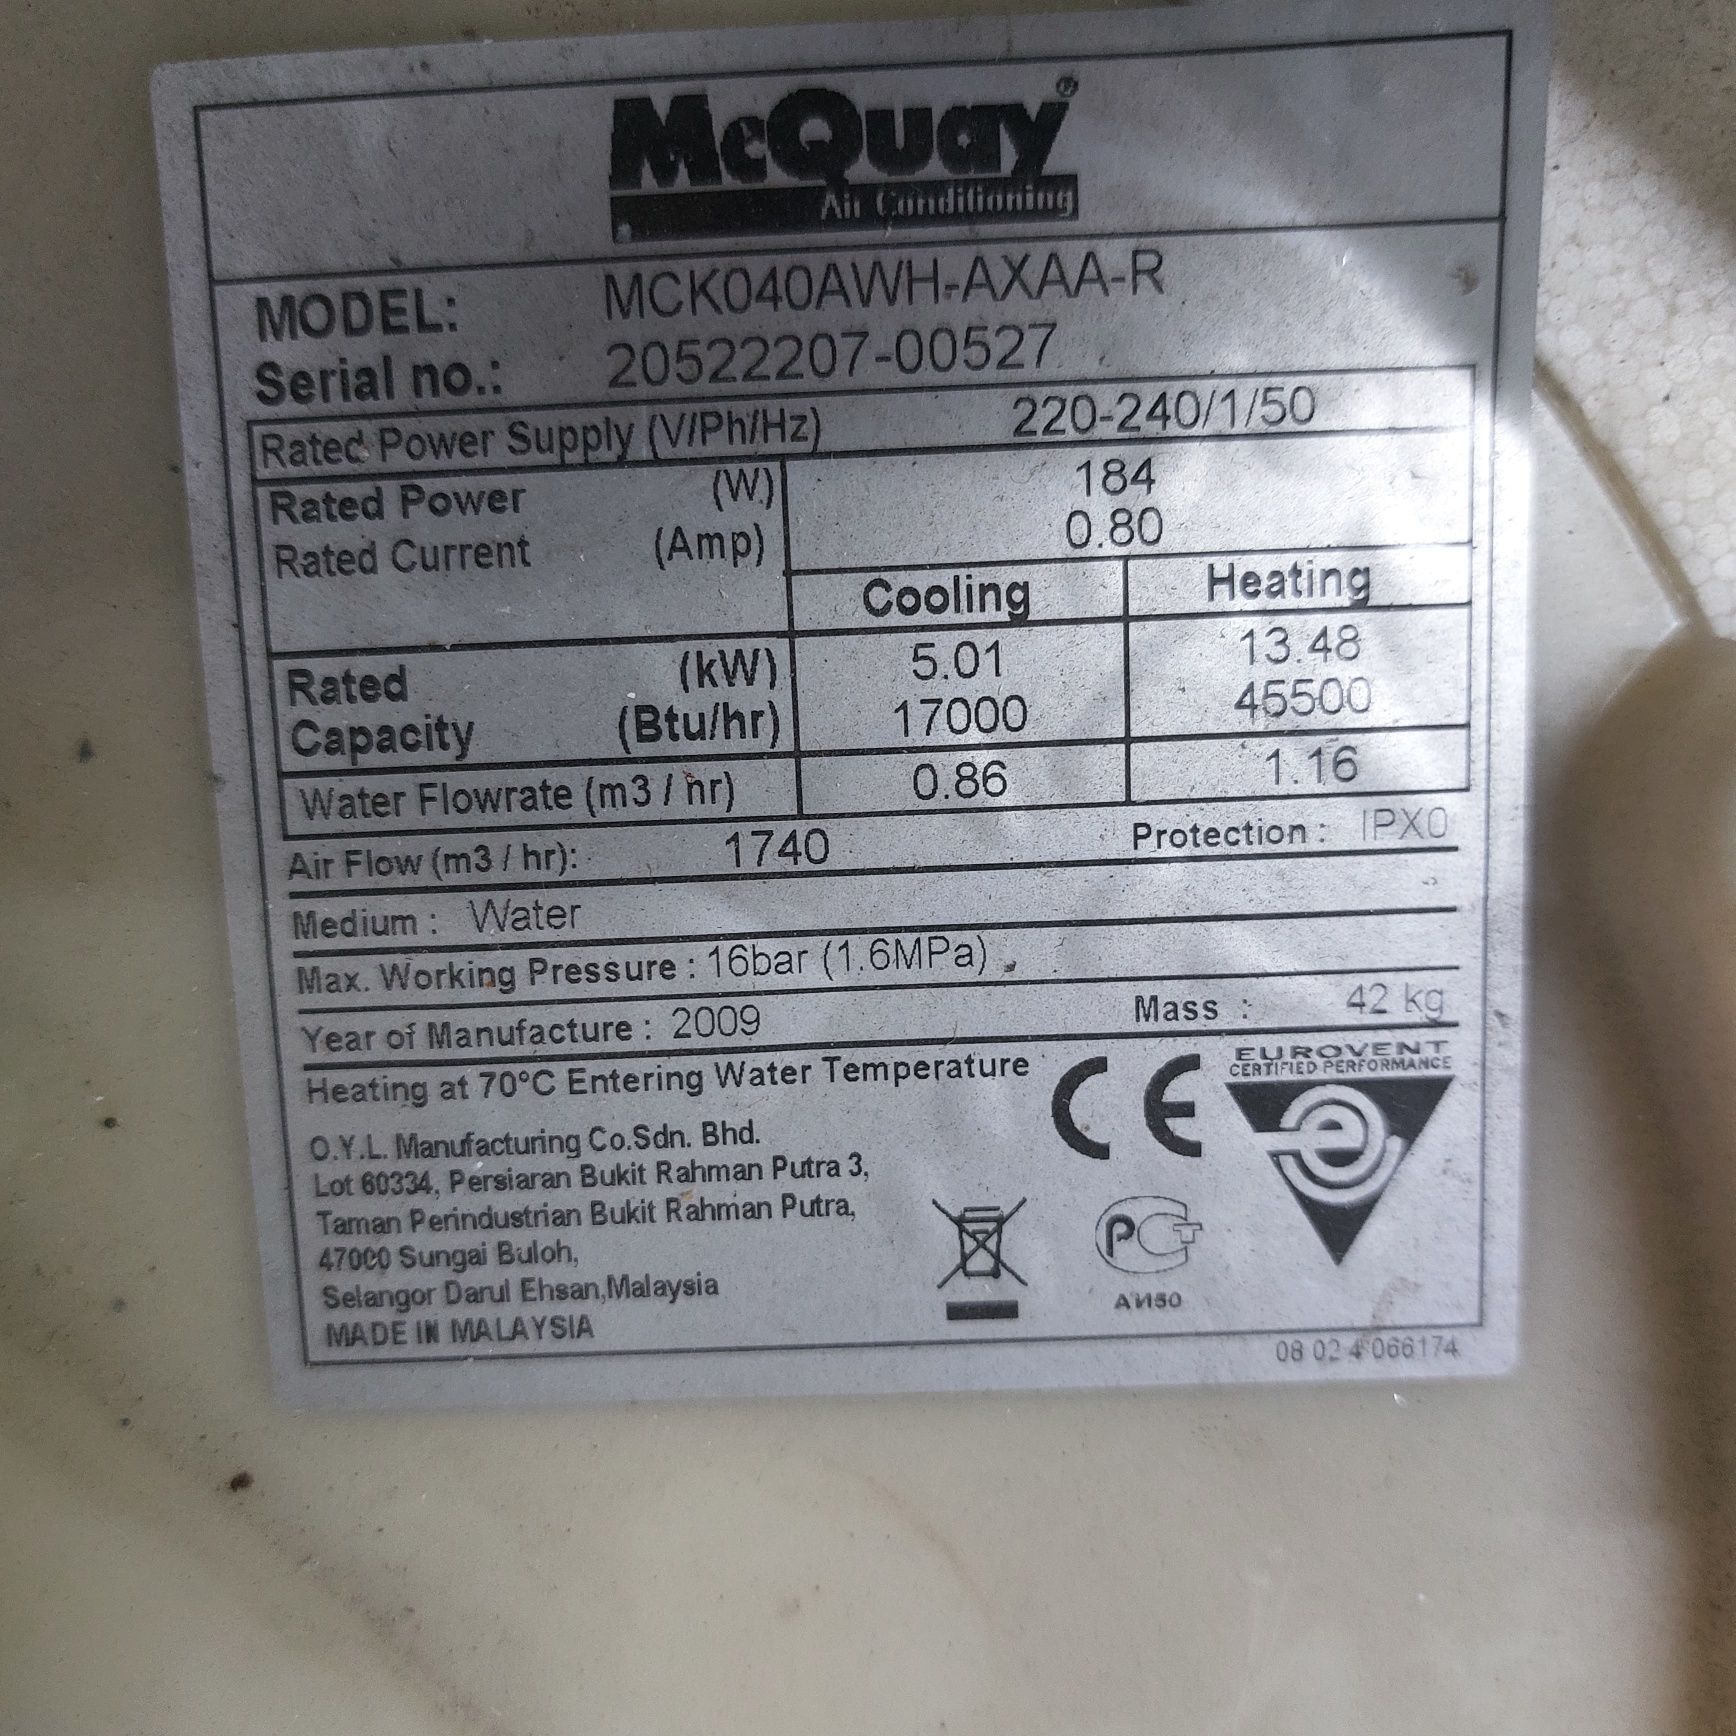 McQuay®
Air Conditioning
MODEL: MCK040AWH-AXAA-R
Serial no.: 20522207-00527
Rated Power Supply (V/Ph/Hz) 220-240/1/50
Rated Power (W) 184
Rated Current (Amp) 0.80
Cooling Heating
Rated (kW) 5.01 13.48
Capacity (Btu/hr) 17000 45500
Water Flowrate (m3 / hr) 0.86 1.16
Air Flow (m3 / hr): 1740 Protection : IPX0
Medium : Water
Max. Working Pressure : 16bar (1.6MPa)
Year of Manufacture : 2009 Mass : 42 kg
Heating at 70°C Entering Water Temperature
CE
EUROVENT
CERTIFIED PERFORMANCE
O.Y.L. Manufacturing Co.Sdn. Bhd.
Lot 60334, Persiaran Bukit Rahman Putra 3,
Taman Perindustrian Bukit Rahman Putra,
47000 Sungai Buloh,
Selangor Darul Ehsan,Malaysia
MADE IN MALAYSIA
РСТ
АИ50
08 02 4 066174